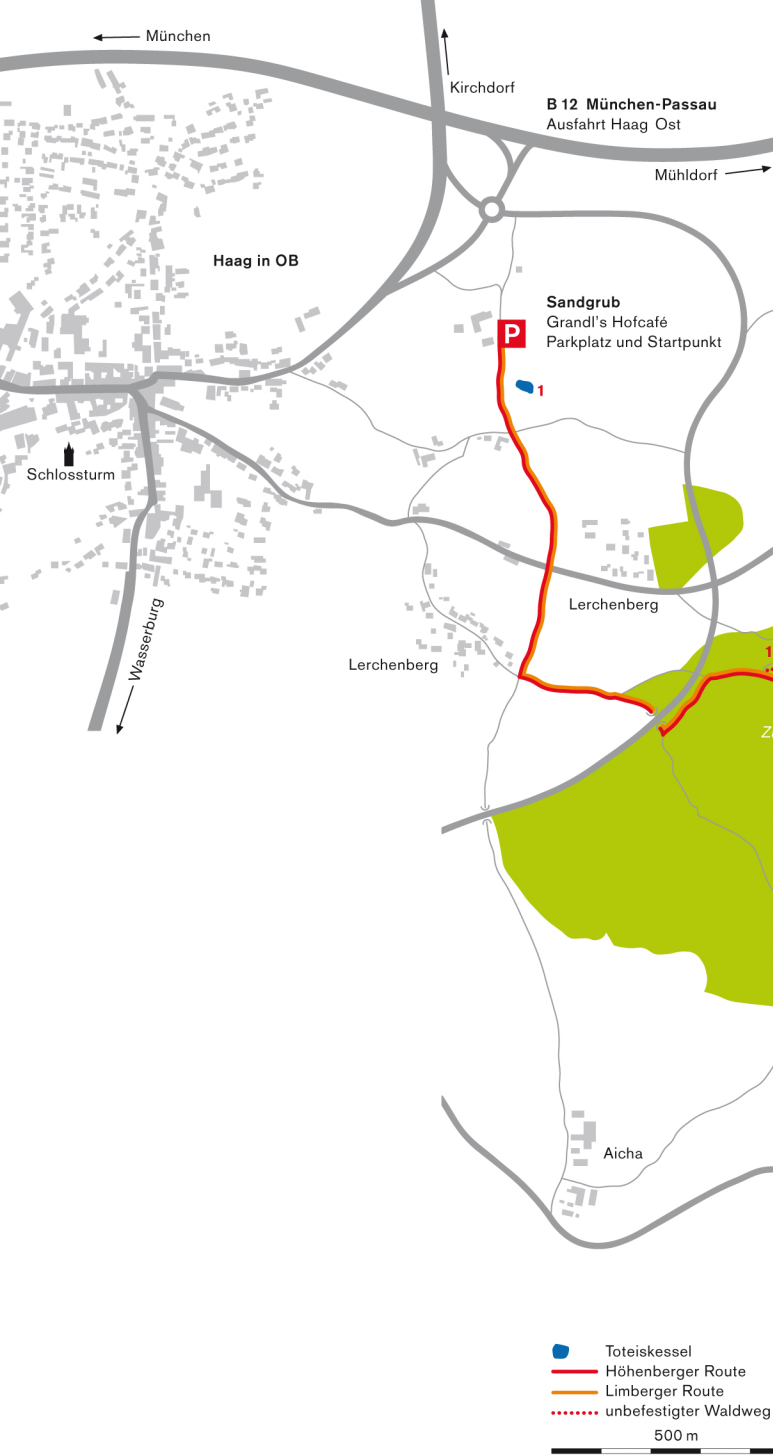 München
Kirchdorf
B 12 München-Passau
Ausfahrt Haag Ost
Mühldorf
Haag in OB
Sandgrub
Grandl's Hofcafé
Parkplatz und Startpunkt
P
1
Schlossturm
Wasserburg
Lerchenberg
Lerchenberg
1
Aicha
Toteiskessel
Höhenberger Route
Limberger Route
unbefestigter Waldweg
500 m